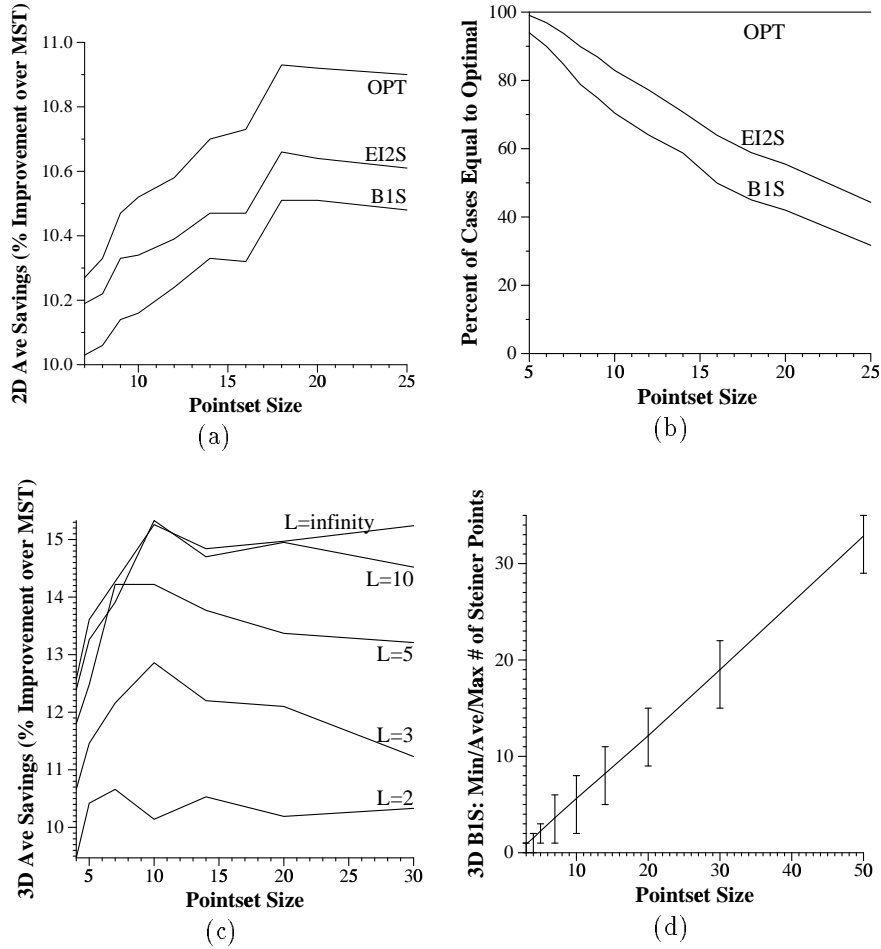 2D Ave Savings (% Improvement over MST)
11.0
10.8
10.6
10.4
10.2
10.0
OPT
EI2S
B1S
10
15
20
25
Pointset Size
(a)
Percent of Cases Equal to Optimal
100
80
60
40
20
0
OPT
EI2S
B1S
5
10
15
20
25
Pointset Size
(b)
3D Ave Savings (% Improvement over MST)
15
14
13
12
11
10
L=infinity
L=10
L=5
L=3
L=2
5
10
15
20
25
30
Pointset Size
(c)
3D B1S: Min/Ave/Max # of Steiner Points
30
20
10
0
10
20
30
40
50
Pointset Size
(d)